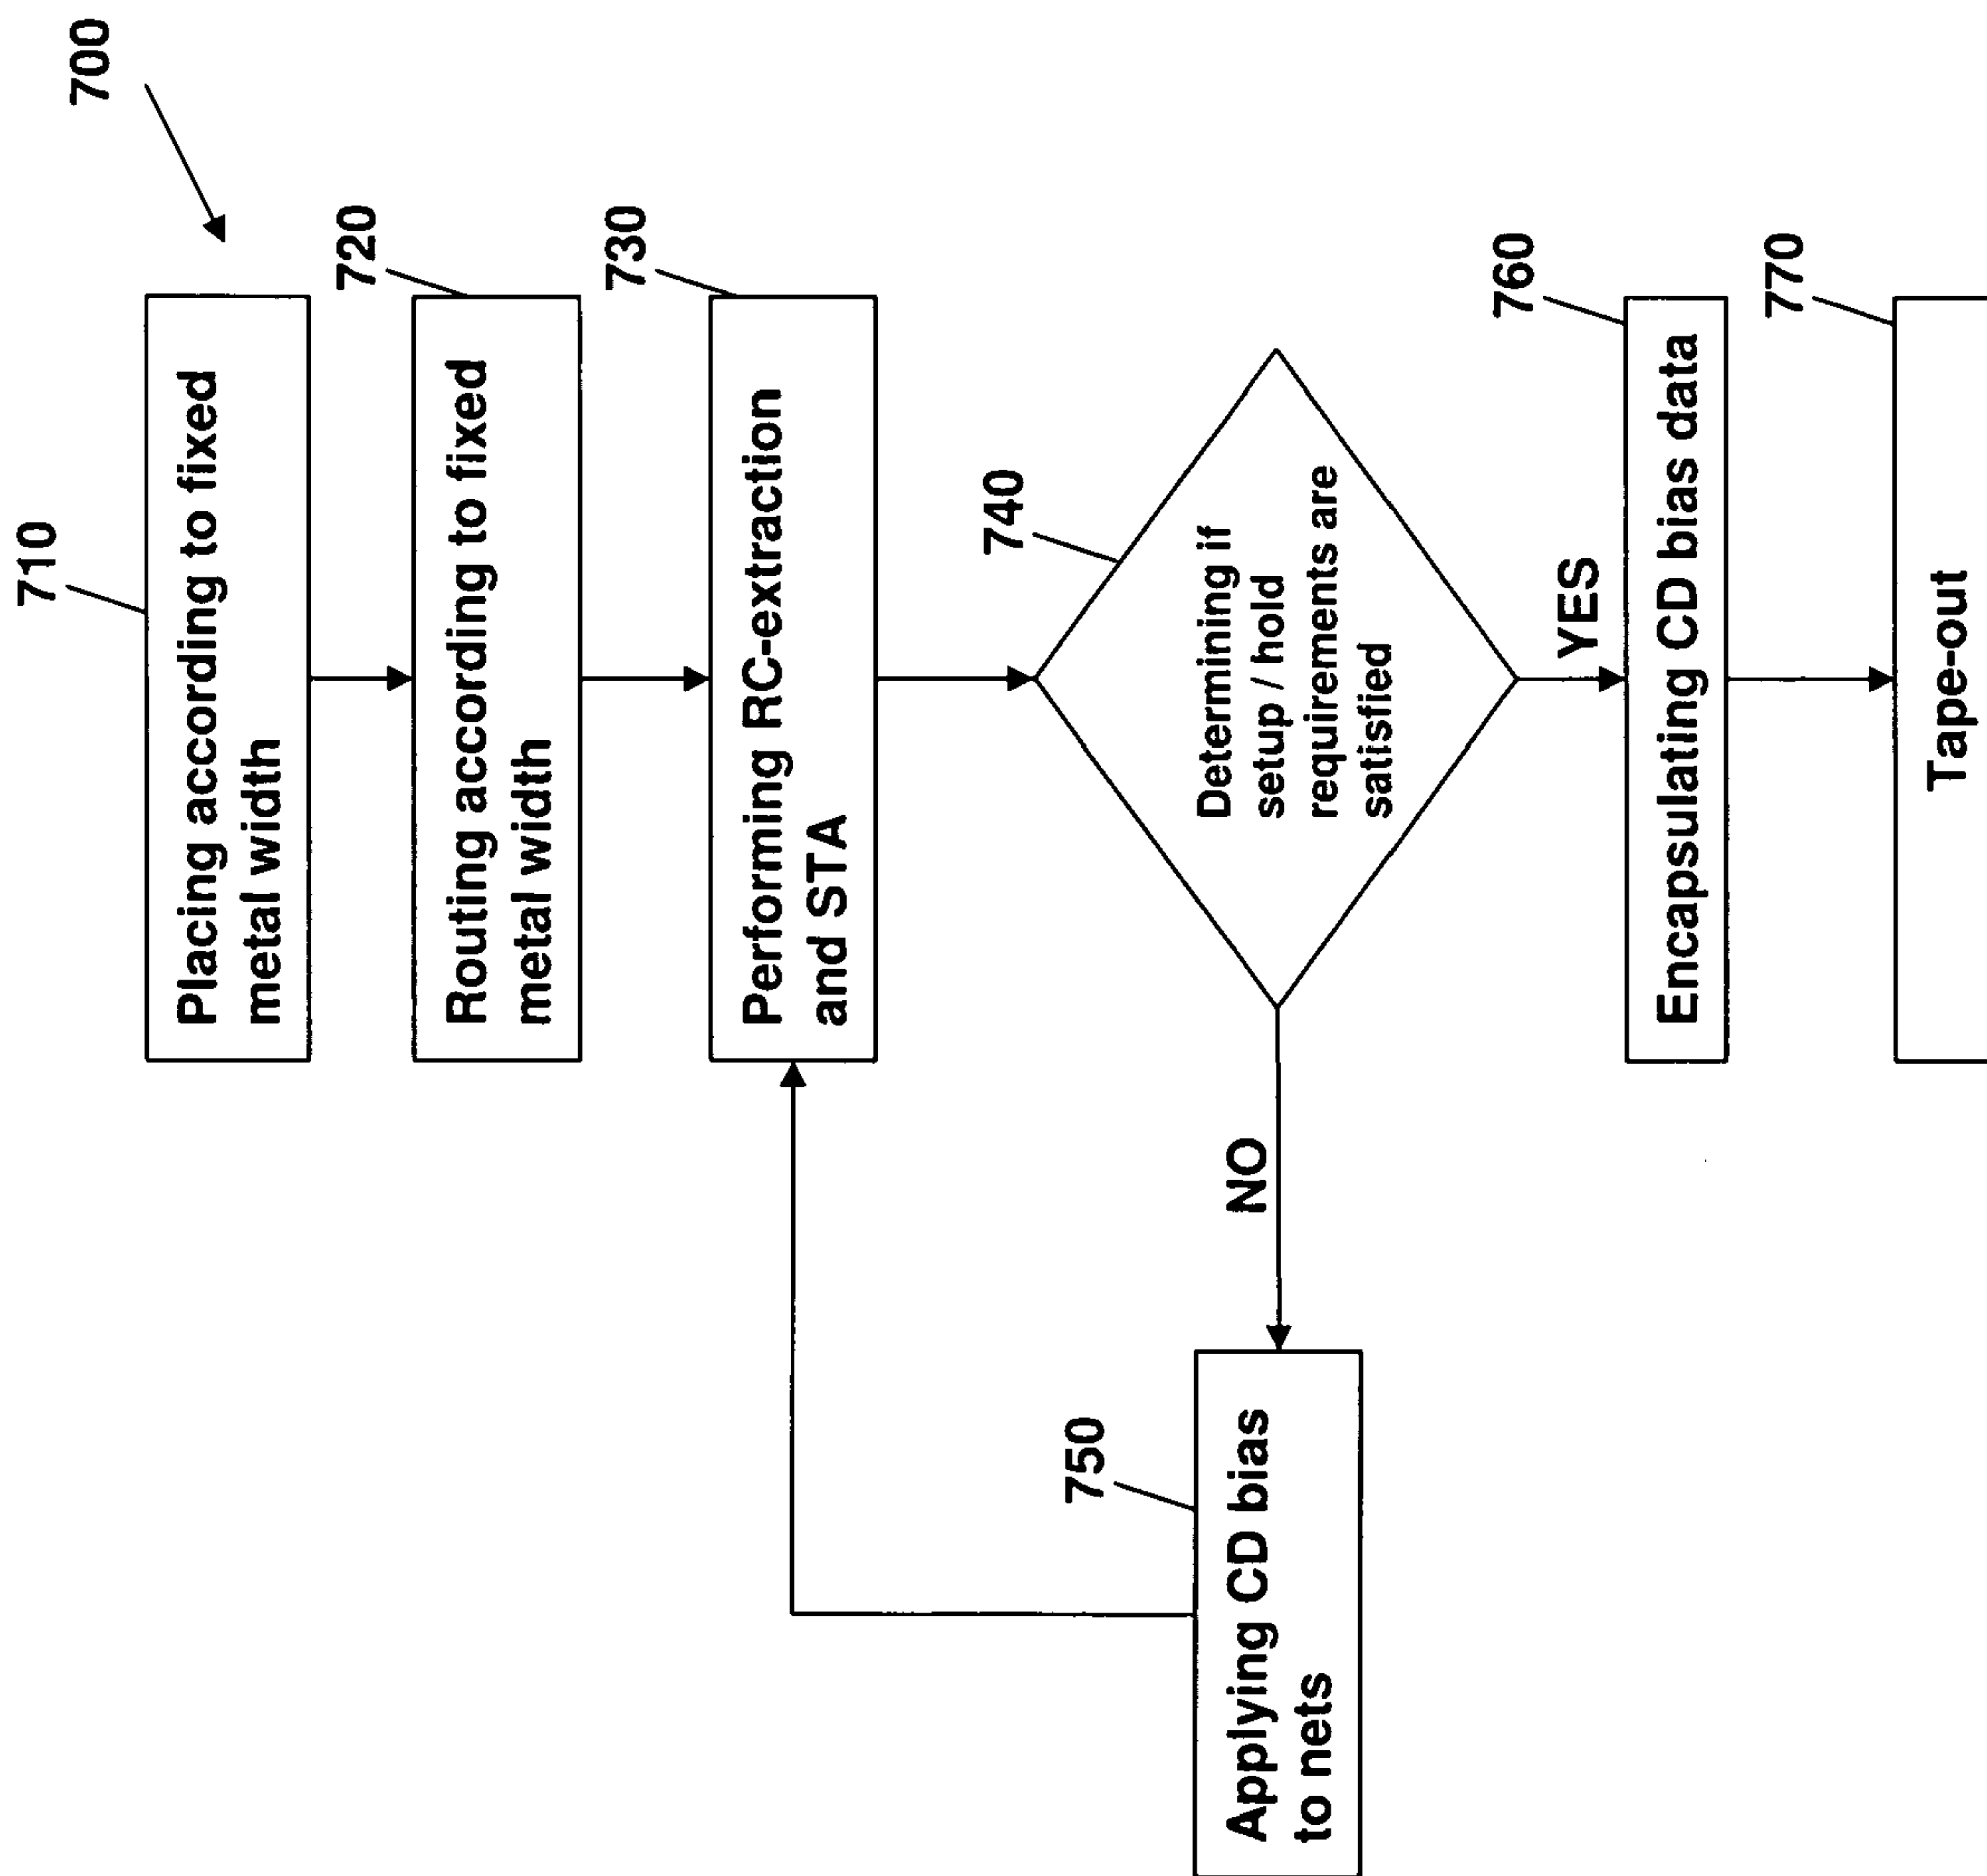 700
710
Placing according to fixed
metal width
720
Routing according to fixed
metal width
730
Performing RC-extraction
and STA
740
Determining if
setup / hold
requirements are
satisfied
NO
YES
750
Applying CD bias
to nets
760
Encapsulating CD bias data
770
Tape-out